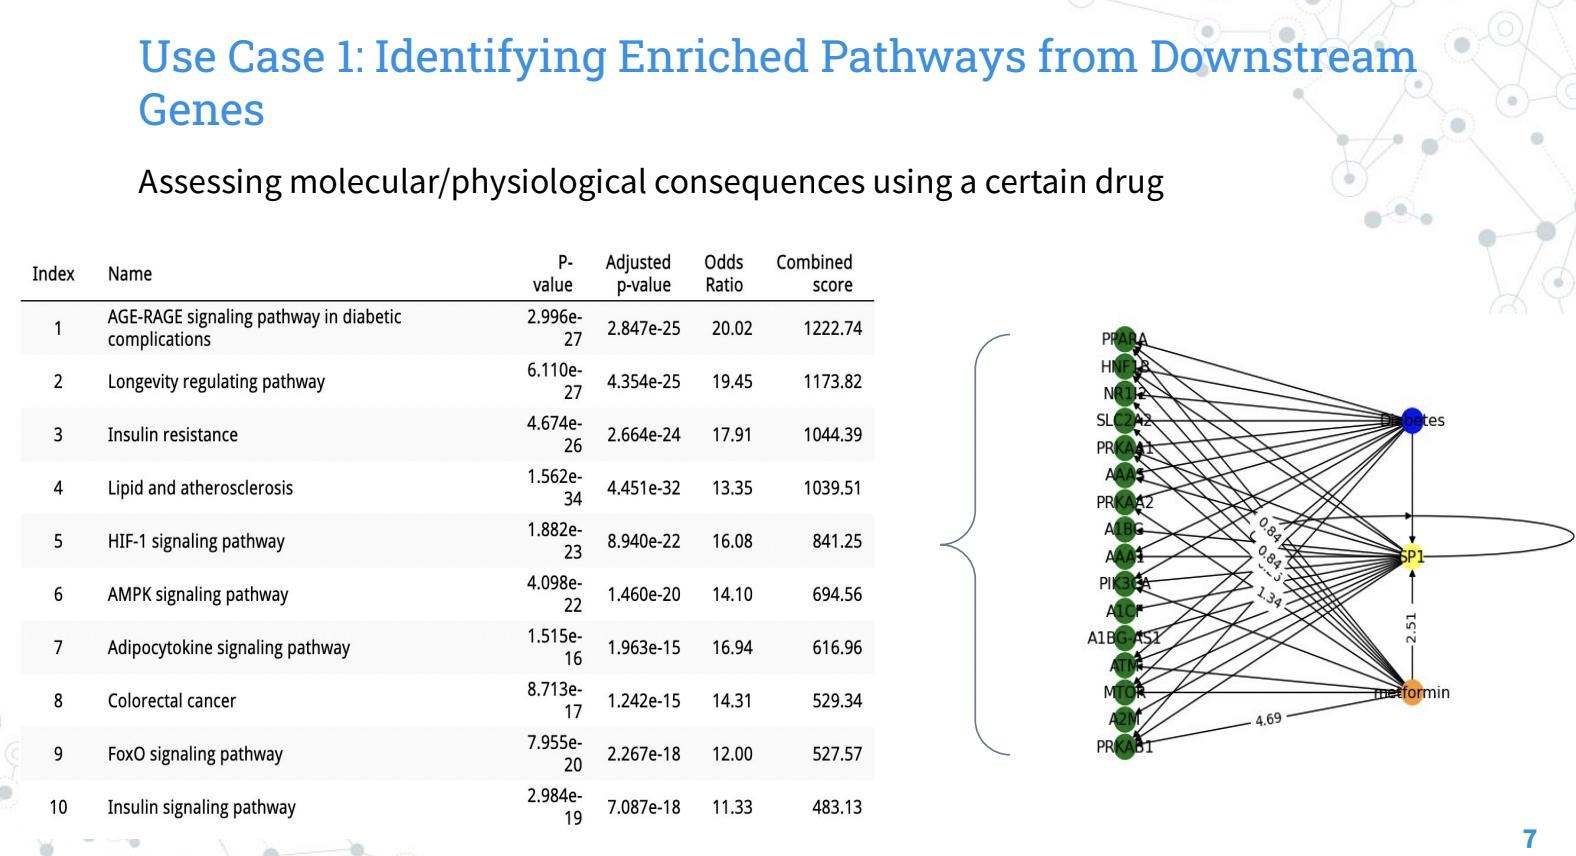 Use Case 1: Identifying Enriched Pathways from Downstream
Genes
Assessing molecular/physiological consequences using a certain drug
Index Name P-value Adjusted p-value Odds Ratio Combined score
1 AGE-RAGE signaling pathway in diabetic complications 2.996e-27 2.847e-25 20.02 1222.74
2 Longevity regulating pathway 6.110e-27 4.354e-25 19.45 1173.82
3 Insulin resistance 4.674e-26 2.664e-24 17.91 1044.39
4 Lipid and atherosclerosis 1.562e-34 4.451e-32 13.35 1039.51
5 HIF-1 signaling pathway 1.882e-23 8.940e-22 16.08 841.25
6 AMPK signaling pathway 4.098e-22 1.460e-20 14.10 694.56
7 Adipocytokine signaling pathway 1.515e-16 1.963e-15 16.94 616.96
8 Colorectal cancer 8.713e-17 1.242e-15 14.31 529.34
9 FoxO signaling pathway 7.955e-20 2.267e-18 12.00 527.57
10 Insulin signaling pathway 2.984e-19 7.087e-18 11.33 483.13
PPARA
HNF1B
NR1I2
SLC2A2
PRKAA1
AAAS
PRKAA2
A1BG
AAA1
PIK3CA
A1CF
A1BG-AS1
ATM
MTOR
A2M
PRKAB1
Diabetes
SP1
metformin
0.84
0.84
1.34
2.51
4.69
7